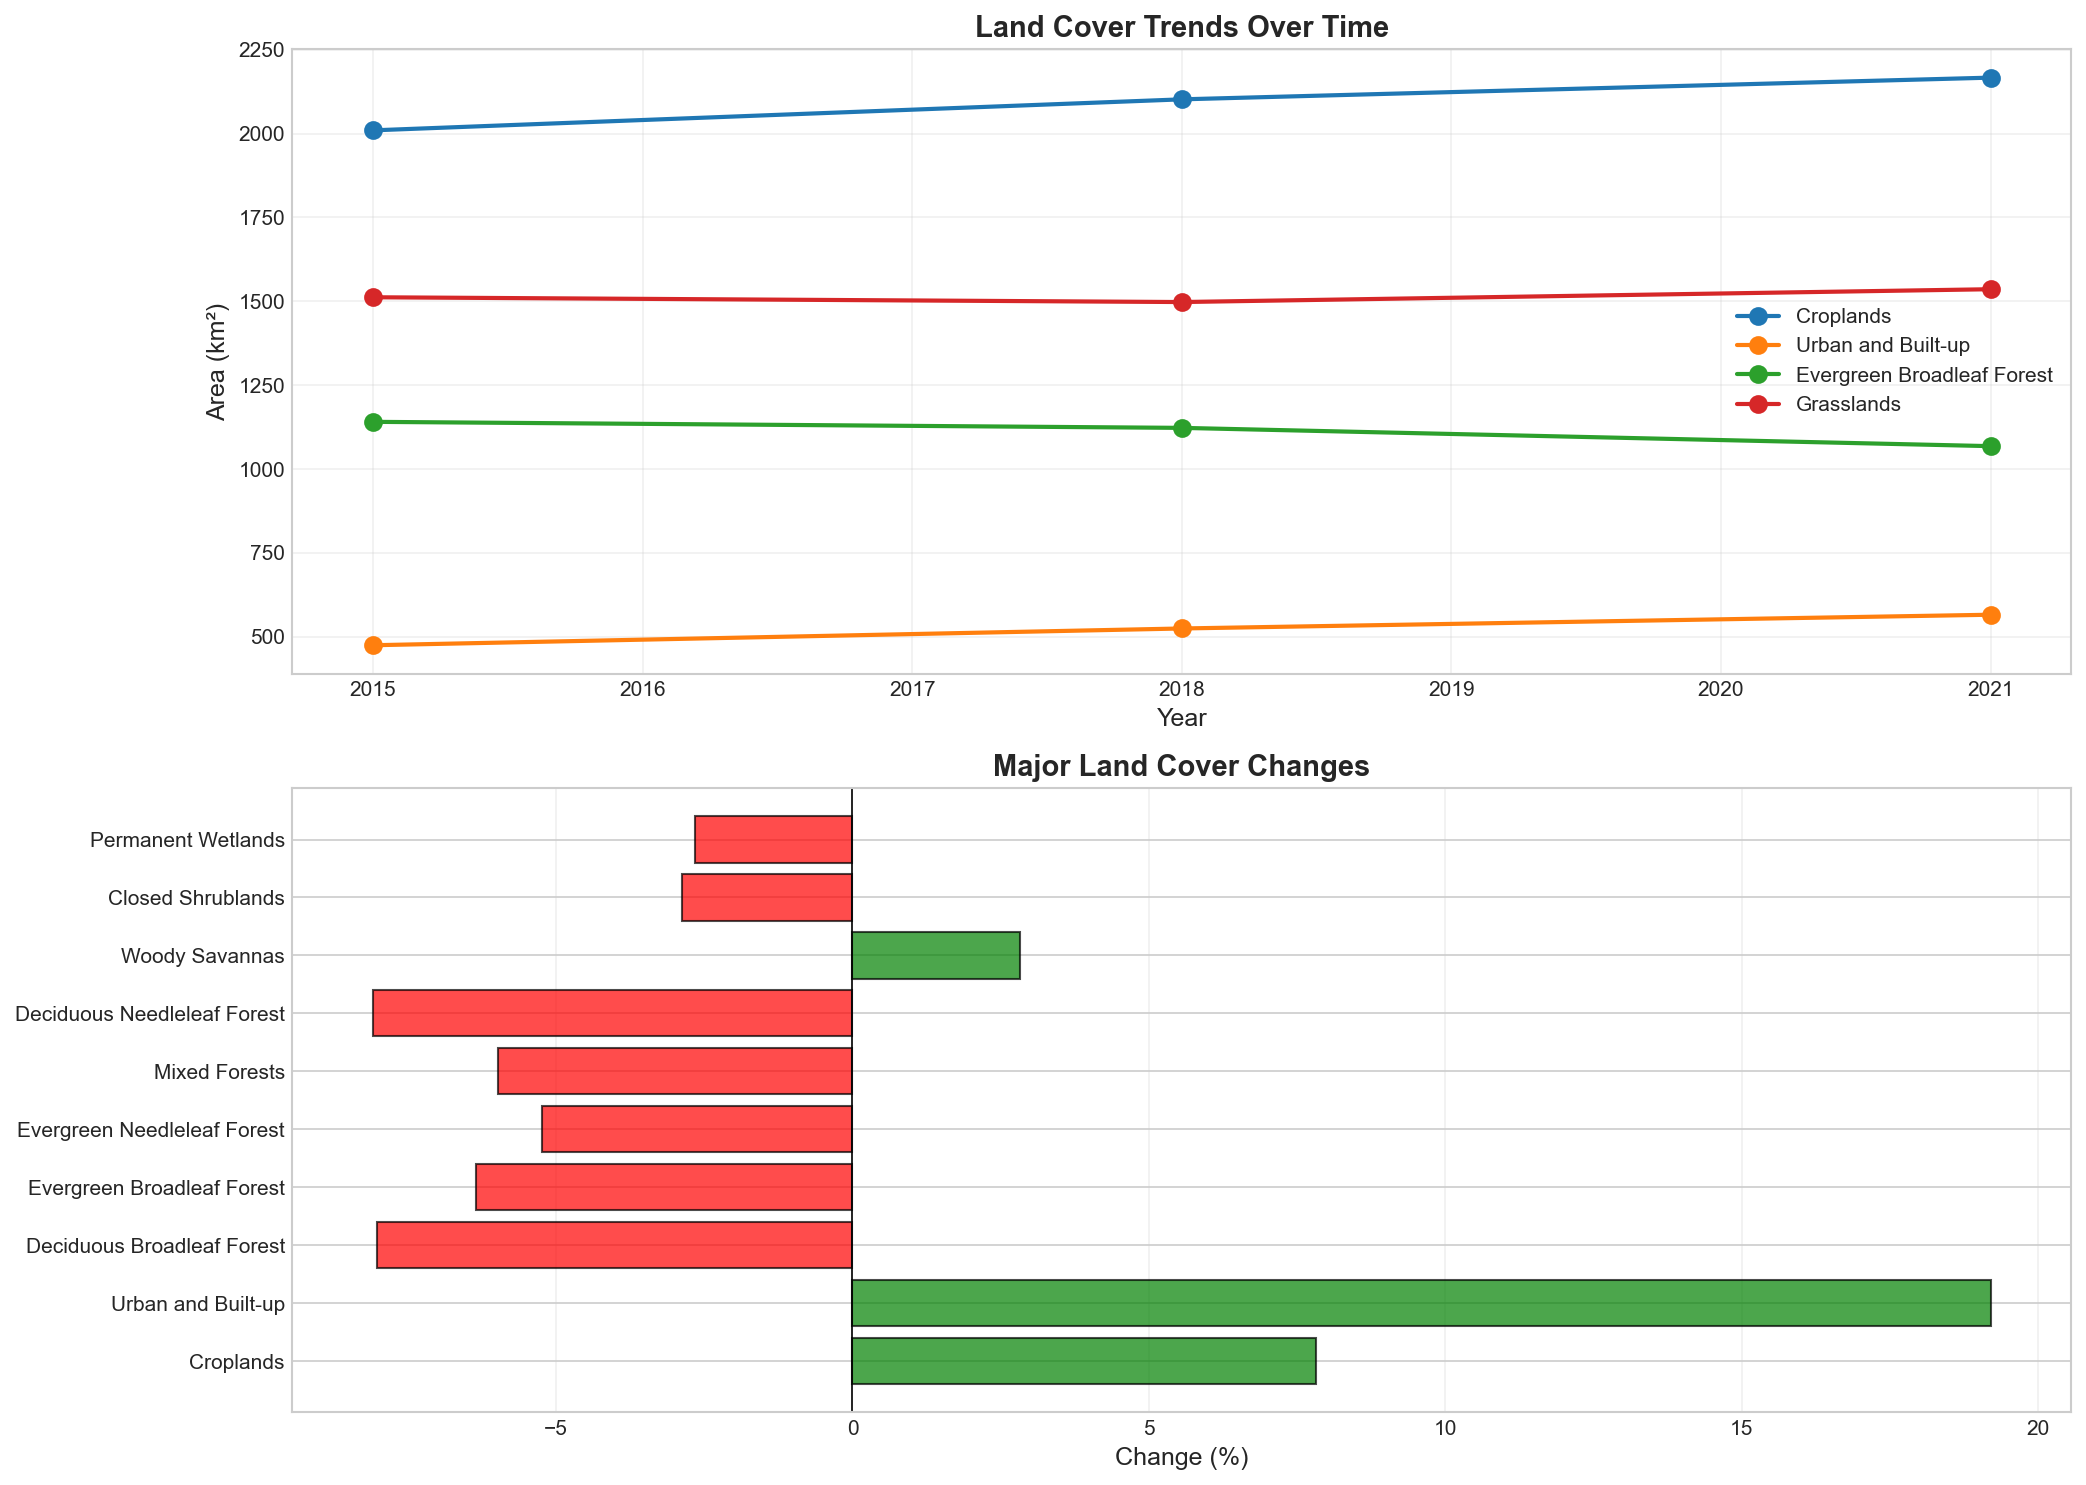 Land Cover Trends Over Time
2250
2000
1750
1500
1250
1000
750
500
Area (km²)
Croplands
Urban and Built-up
Evergreen Broadleaf Forest
Grasslands
2015 2016 2017 2018 2019 2020 2021
Year
Major Land Cover Changes
Permanent Wetlands
Closed Shrublands
Woody Savannas
Deciduous Needleleaf Forest
Mixed Forests
Evergreen Needleleaf Forest
Evergreen Broadleaf Forest
Deciduous Broadleaf Forest
Urban and Built-up
Croplands
−5 0 5 10 15 20
Change (%)